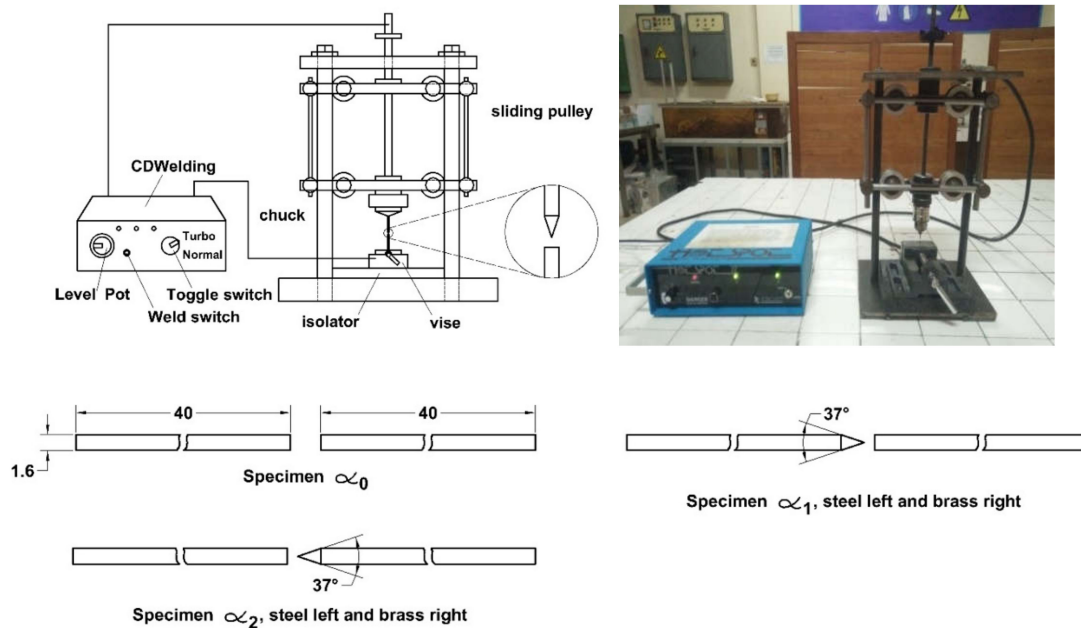 CDWelding
Turbo
Normal
Level Pot
Toggle switch
Weld switch
sliding pulley
chuck
isolator
vise
40
40
1.6
Specimen ∝0
37°
Specimen ∝1, steel left and brass right
37°
Specimen ∝2, steel left and brass right